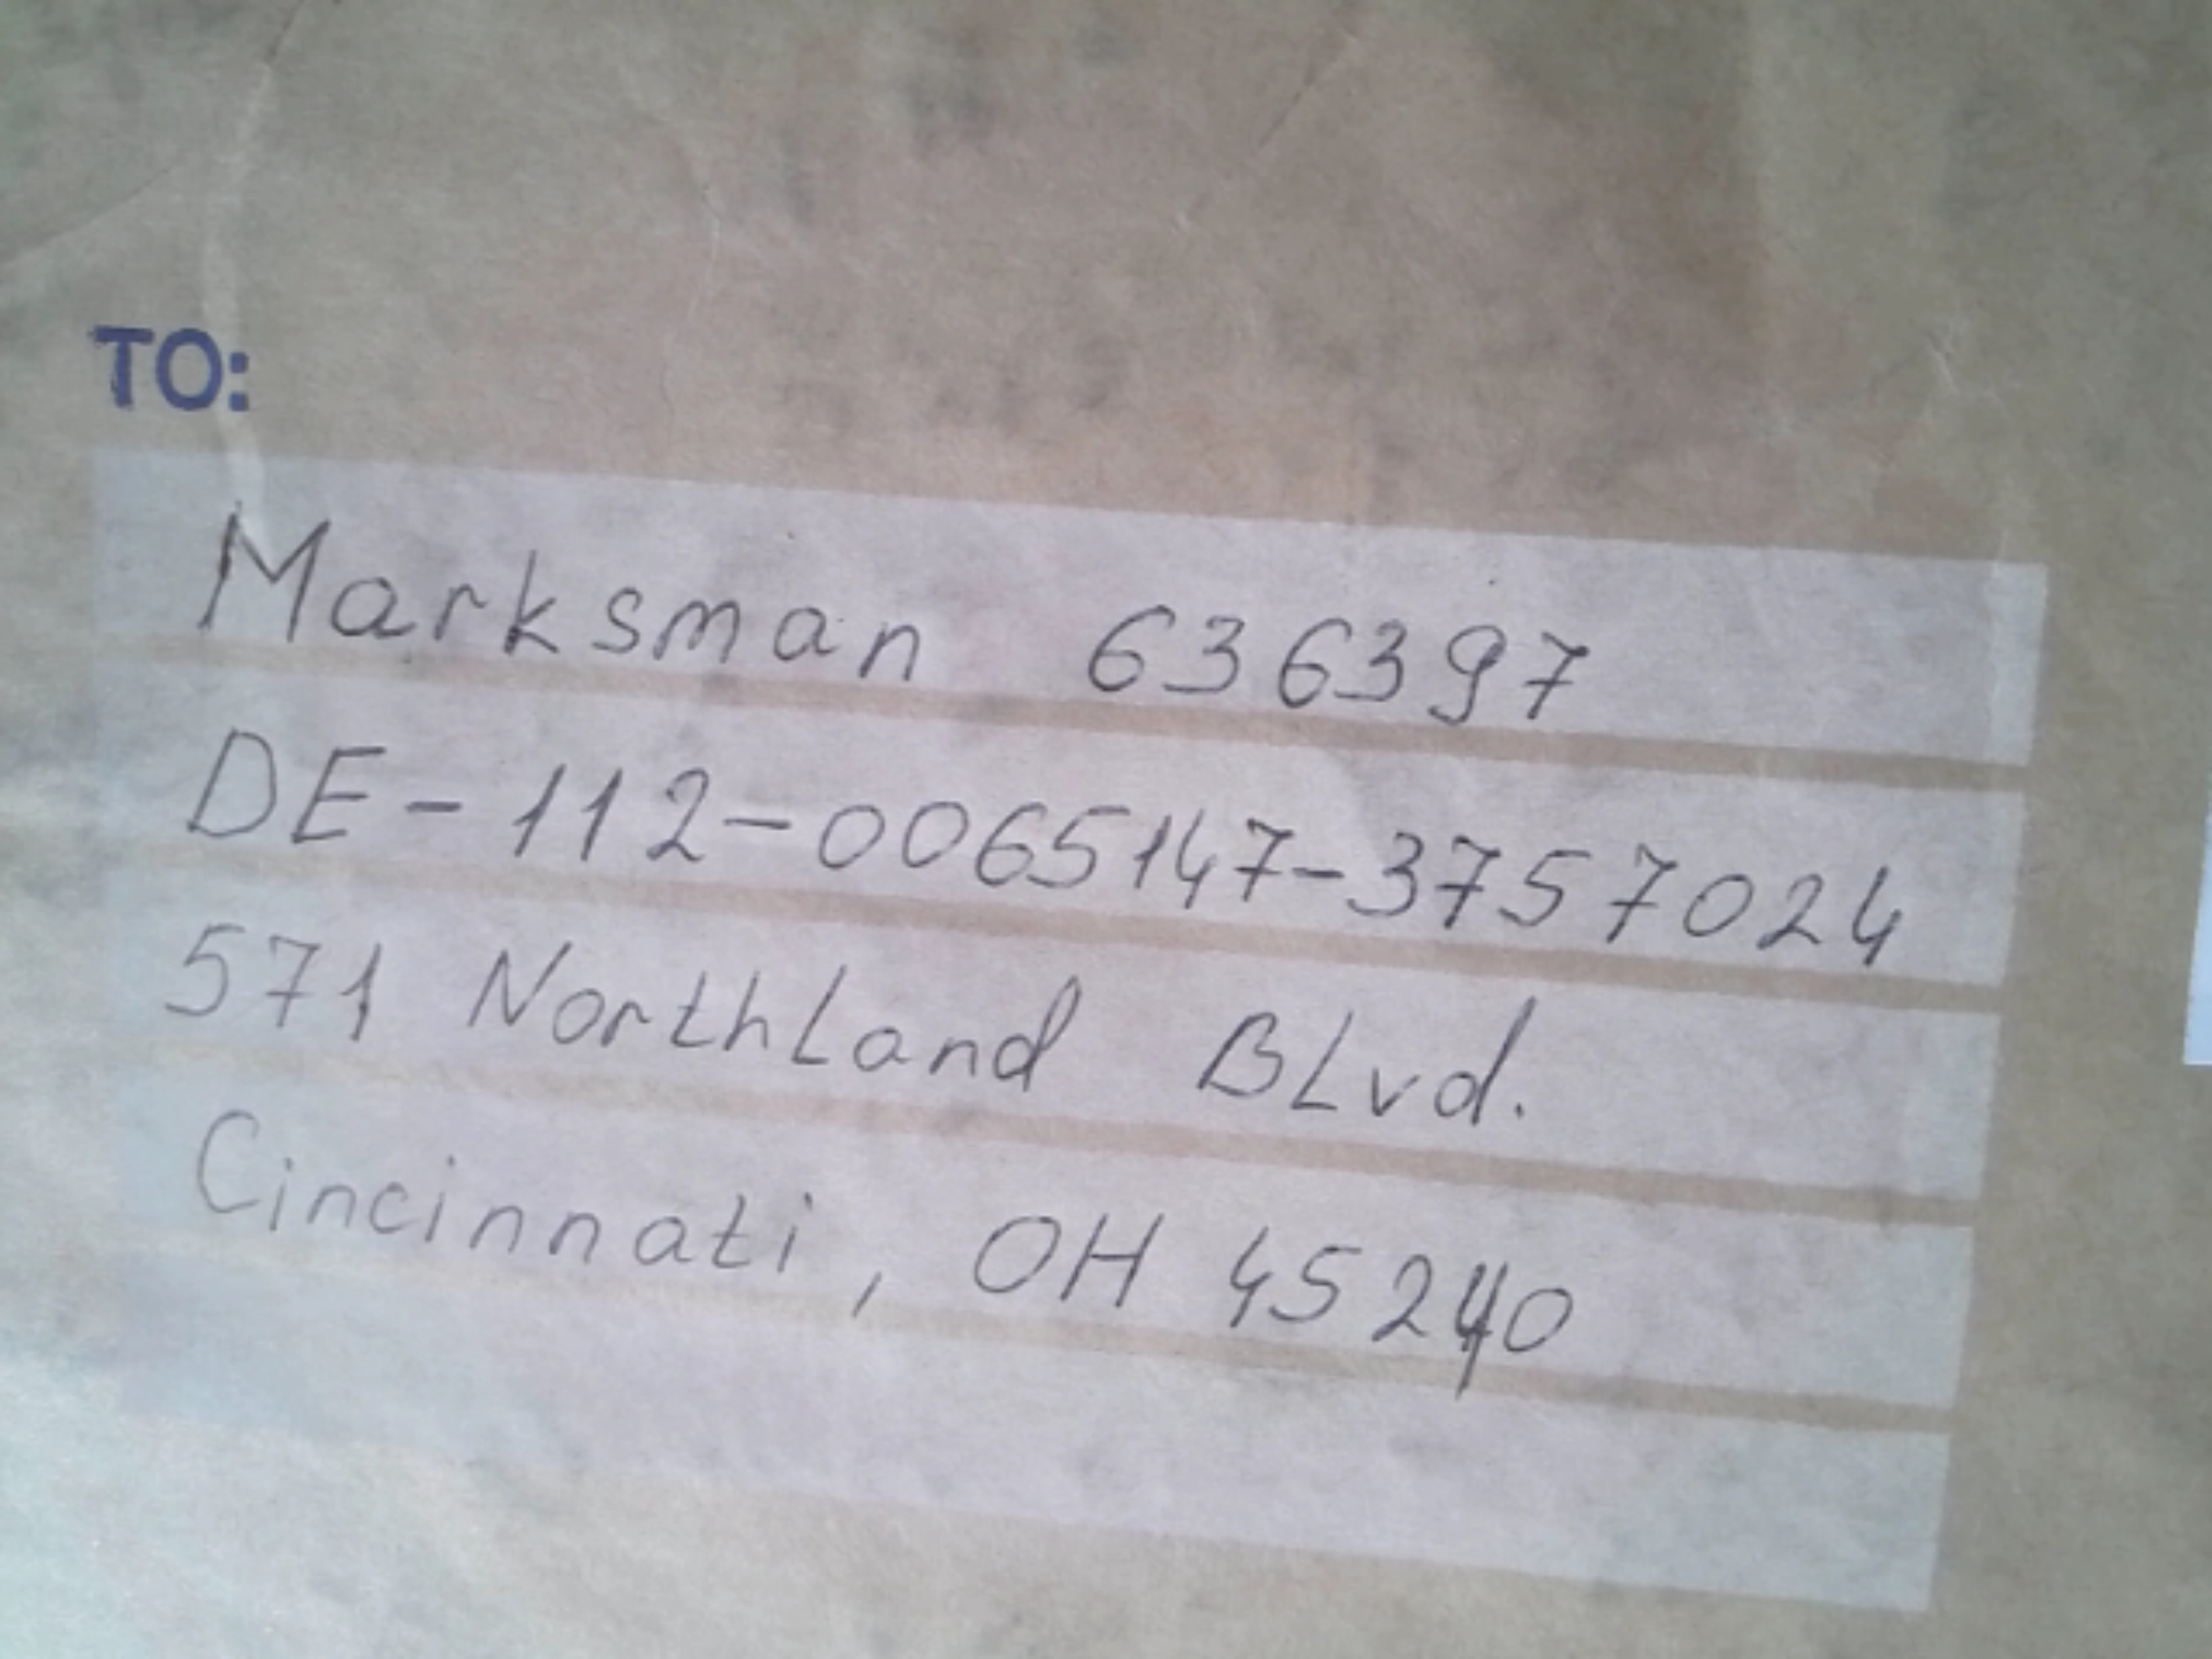 TO:
Marksman 636397
DE-112-0065147-3757024
571 Northland BLvd.
Cincinnati, OH 45240